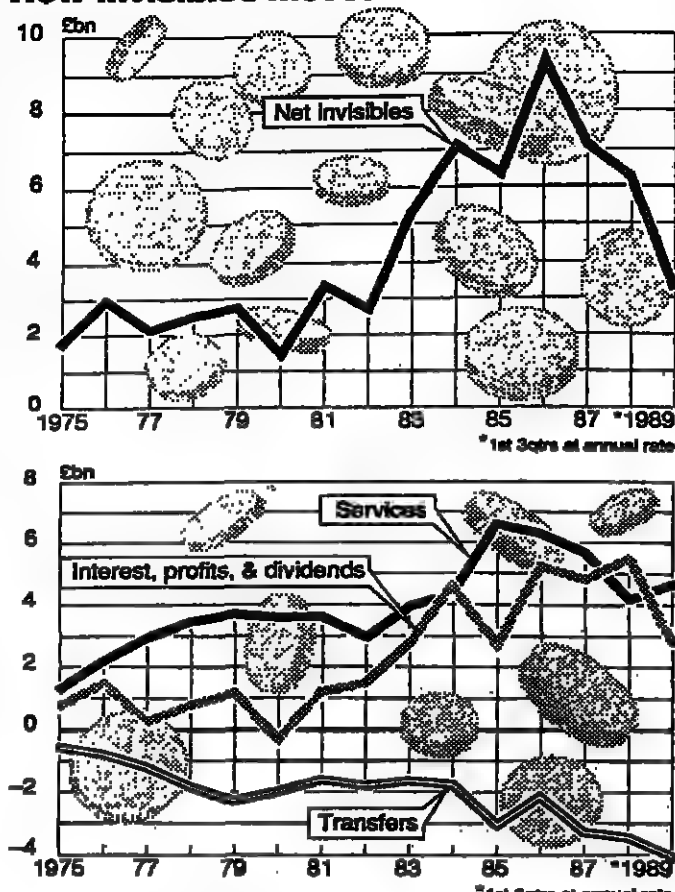 £bn
10
8
6
4
2
0
Net invisibles
1975 77 79 81 83 85 87 *1989
*1st 3qtrs at annual rate
£bn
8
6
4
2
0
−2
−4
Services
Interest, profits, & dividends
Transfers
1975 77 79 81 83 85 87 *1989